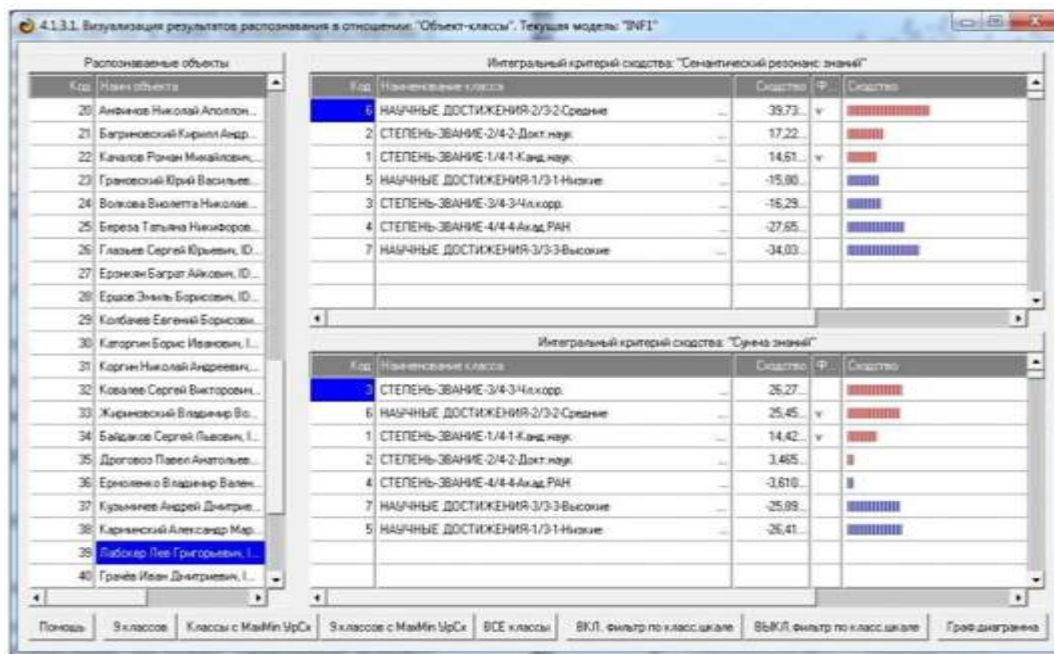 4.1.3.1. Визуализация результатов распознавания в отношении: "Объект-классы". Текущая модель: "INF1"
Распознаваемые объекты
Код Наим.объекта
20 Анфимов Николай Аполлон...
21 Багриновский Кирилл Андр...
22 Качалов Роман Михайлович,...
23 Грановский Юрий Васильев...
24 Волкова Виолетта Николае...
25 Береза Татьяна Никифоров...
26 Глазьев Сергей Юрьевич, ID...
27 Ерзнкян Баграт Айкович, ID...
28 Ершов Эмиль Борисович, ID...
29 Колбачев Евгений Борисови...
30 Каторгин Борис Иванович, I...
31 Коргин Николай Андреевич,...
32 Ковалев Сергей Викторович,...
33 Жириновский Владимир Во...
34 Байдаков Сергей Львович, I...
35 Дроговоз Павел Анатольев...
36 Ермоленко Владимир Вален...
37 Кузьмичев Андрей Дмитрие...
38 Карминский Александр Мар...
39 Лабскер Лев Григорьевич, I...
40 Грачёв Иван Дмитриевич, I...
Интегральный критерий сходства: "Семантический резонанс знаний"
Код Наименование класса Сходство Ф... Сходство
6 НАУЧНЫЕ ДОСТИЖЕНИЯ-2/3-2-Средние ... 39,73... v
2 СТЕПЕНЬ-ЗВАНИЕ-2/4-2-Докт.наук ... 17,22...
1 СТЕПЕНЬ-ЗВАНИЕ-1/4-1-Канд.наук ... 14,61... v
5 НАУЧНЫЕ ДОСТИЖЕНИЯ-1/3-1-Низкие ... -15,80...
3 СТЕПЕНЬ-ЗВАНИЕ-3/4-3-Чл.корр. ... -16,29...
4 СТЕПЕНЬ-ЗВАНИЕ-4/4-4-Акад.РАН ... -27,65...
7 НАУЧНЫЕ ДОСТИЖЕНИЯ-3/3-3-Высокие ... -34,03...
Интегральный критерий сходства: "Сумма знаний"
Код Наименование класса Сходство Ф... Сходство
3 СТЕПЕНЬ-ЗВАНИЕ-3/4-3-Чл.корр. ... 26,27...
6 НАУЧНЫЕ ДОСТИЖЕНИЯ-2/3-2-Средние ... 25,45... v
1 СТЕПЕНЬ-ЗВАНИЕ-1/4-1-Канд.наук ... 14,42... v
2 СТЕПЕНЬ-ЗВАНИЕ-2/4-2-Докт.наук ... 3,465...
4 СТЕПЕНЬ-ЗВАНИЕ-4/4-4-Акад.РАН ... -3,610...
7 НАУЧНЫЕ ДОСТИЖЕНИЯ-3/3-3-Высокие ... -25,89...
5 НАУЧНЫЕ ДОСТИЖЕНИЯ-1/3-1-Низкие ... -26,41...
Помощь 9 классов Классы с MaxMin УрСх 9 классов с MaxMin УрСх ВСЕ классы ВКЛ. фильтр по класс.шкале ВЫКЛ.фильтр по класс.шкале Граф.диаграмма